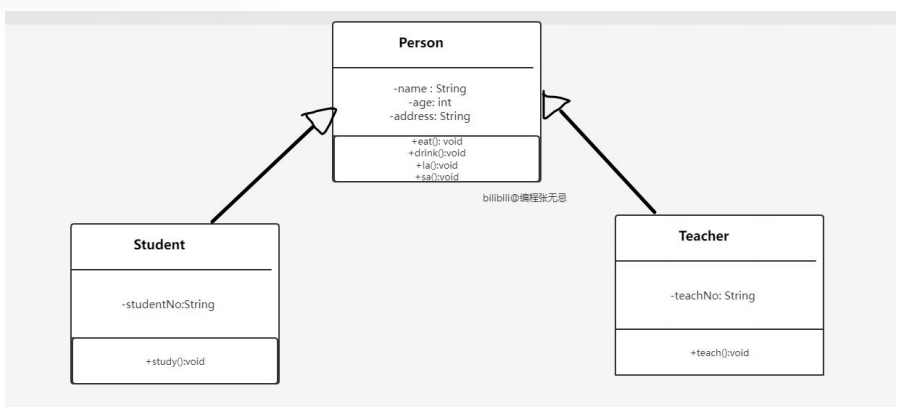 Person
-name : String
-age: int
-address: String
+eat(): void
+drink():void
+la():void
+sa():void
bilibili@编程张无忌
Student
-studentNo:String
+study():void
Teacher
-teachNo: String
+teach():void